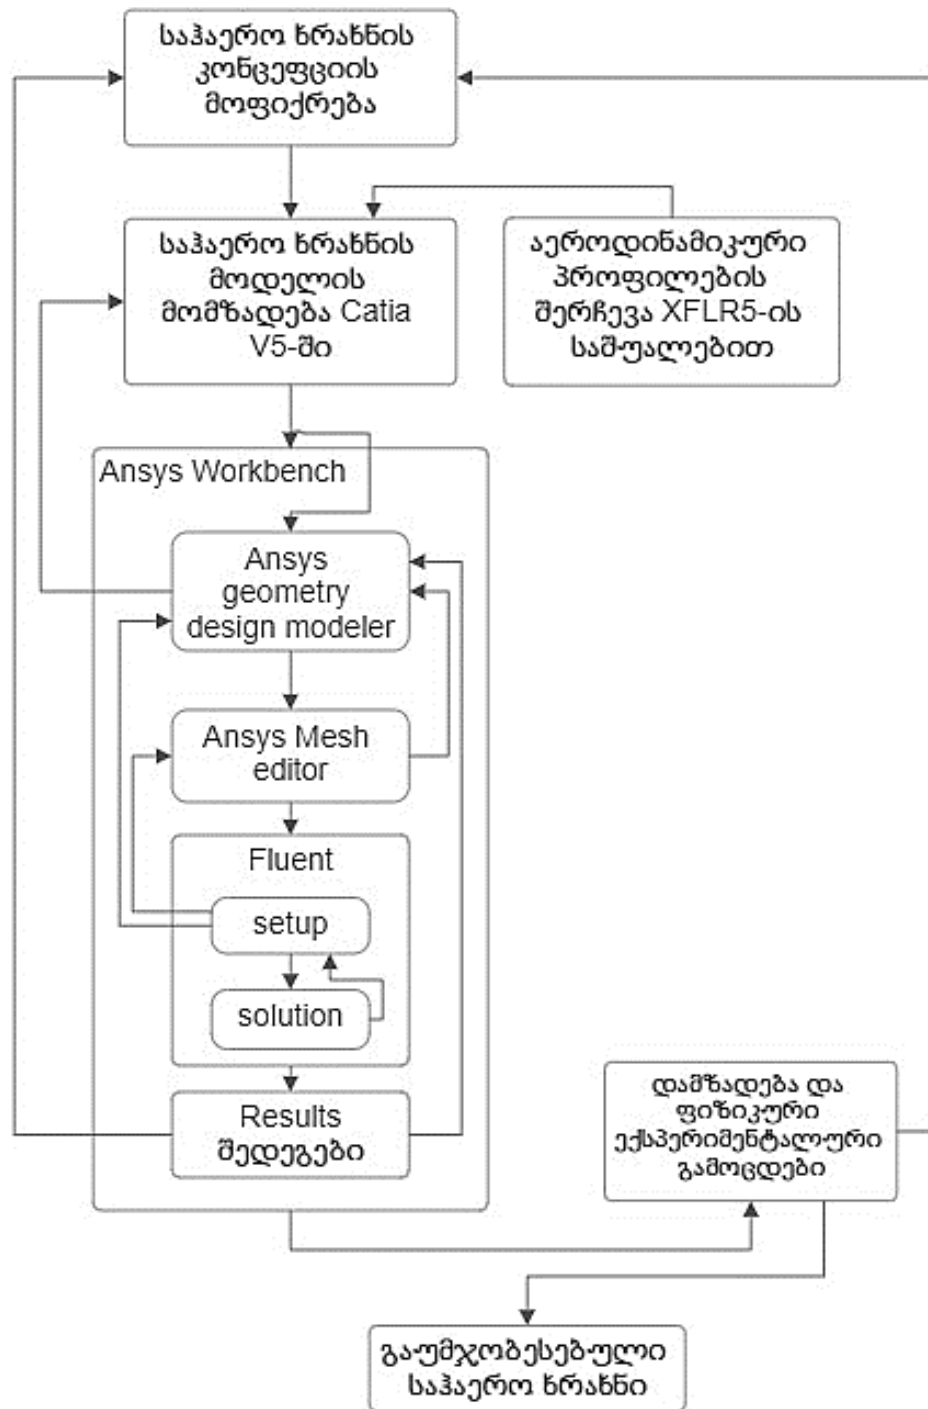 საჰაერო ხრახნის
კონცეფციის
მოფიქრება
საჰაერო ხრახნის
მოდელის
მომზადება Catia
V5-ში
აეროდინამიკური
პროფილების
შერჩევა XFLR5-ის
საშუალებით
Ansys Workbench
Ansys
geometry
design modeler
Ansys Mesh
editor
Fluent
setup
solution
Results
შედეგები
დამზადება და
ფიზიკური
ექსპერიმენტალური
გამოცდები
გაუმჯობესებული
საჰაერო ხრახნი